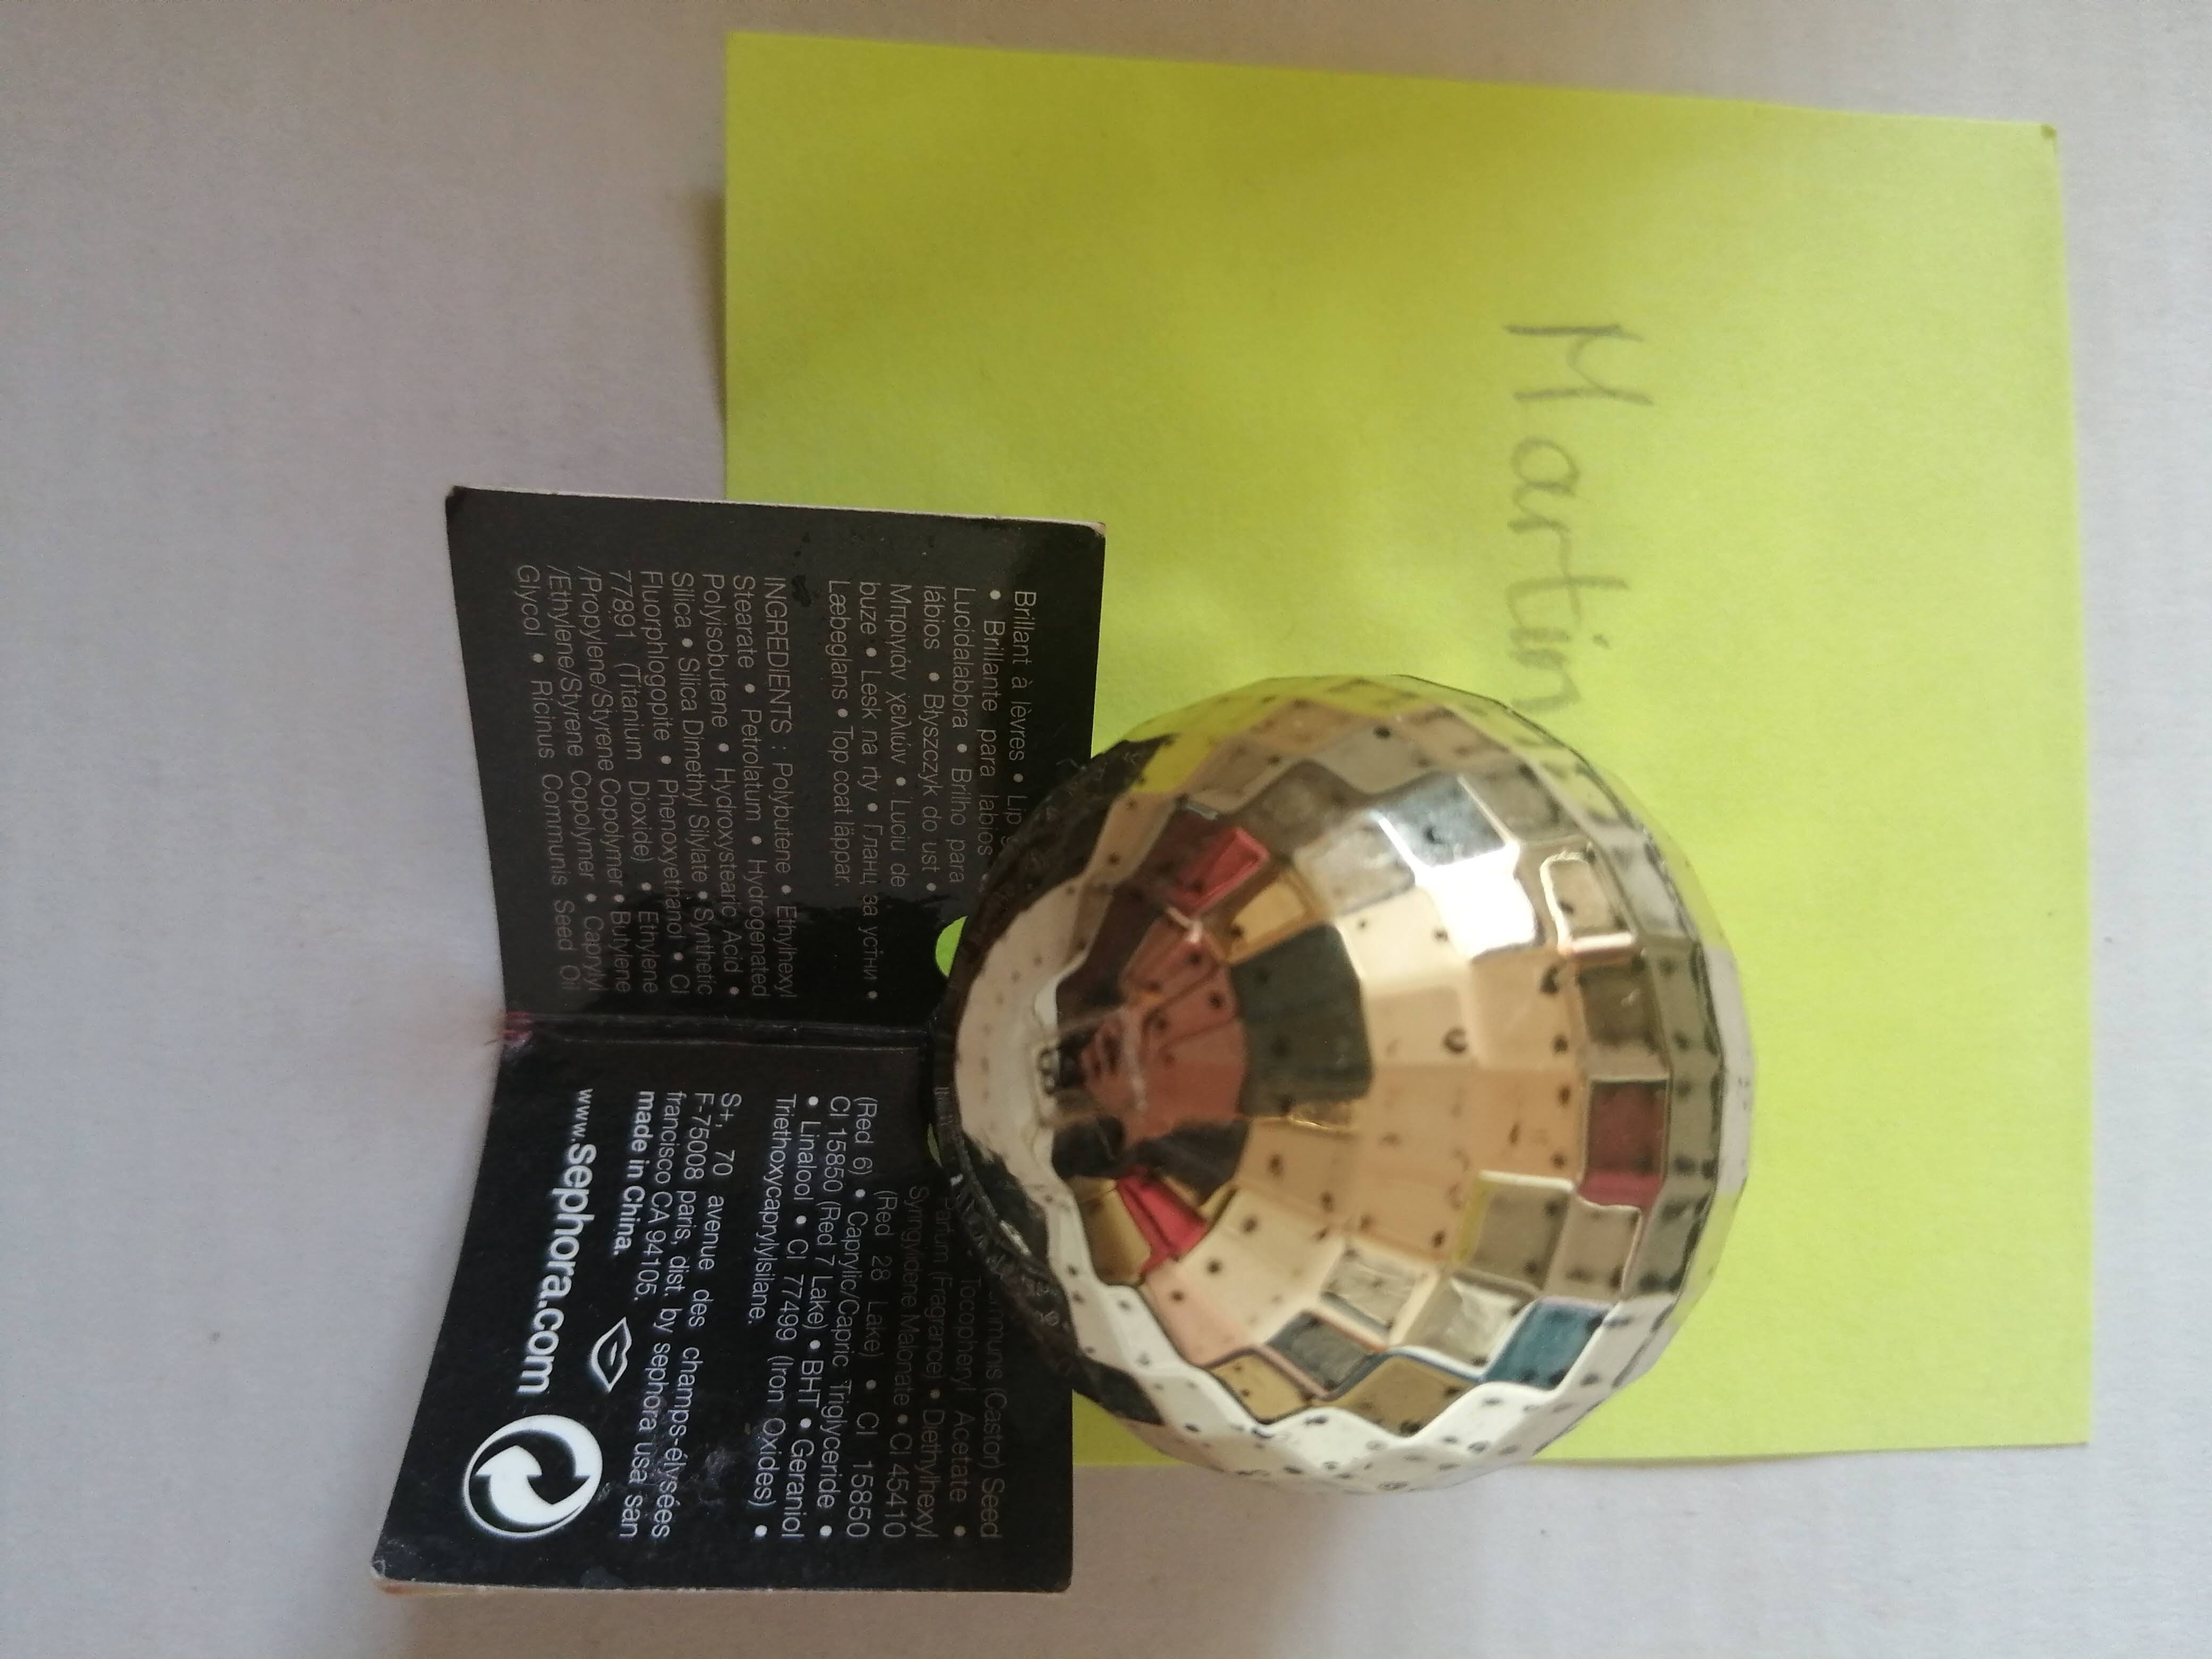 Martin
Brillant à lèvres • Lip
• Brillante para labios
Lucidalabbra • Brilho para
lábios • Błyszczyk do ust •
Μπριγιάν χειλιών • Luciu de
buze • Lesk na rty • Гланц за устни •
Læbeglans • Top coat läppar.
INGREDIENTS : Polybutene • Ethylhexyl
Stearate • Petrolatum • Hydrogenated
Polyisobutene • Hydroxystearic Acid •
Silica • Silica Dimethyl Silylate • Synthetic
Fluorphlogopite • Phenoxyethanol • CI
77891 (Titanium Dioxide) • Ethylene
/Propylene/Styrene Copolymer • Butylene
/Ethylene/Styrene Copolymer • Caprylyl
Glycol • Ricinus Communis Seed Oil
(Castor) Seed
Tocopheryl Acetate •
Parfum (Fragrance) • Diethylhexyl
Syringylidene Malonate • CI 45410
(Red 28 Lake) • CI 15850
(Red 6) • Caprylic/Capric Triglyceride •
CI 15850 (Red 7 Lake) • BHT • Geraniol
• Linalool • CI 77499 (Iron Oxides) •
Triethoxycaprylylsilane.
S+, 70 avenue des champs-élysées
F-75008 paris, dist. by sephora usa san
francisco CA 94105.
made in China.
www.sephora.com